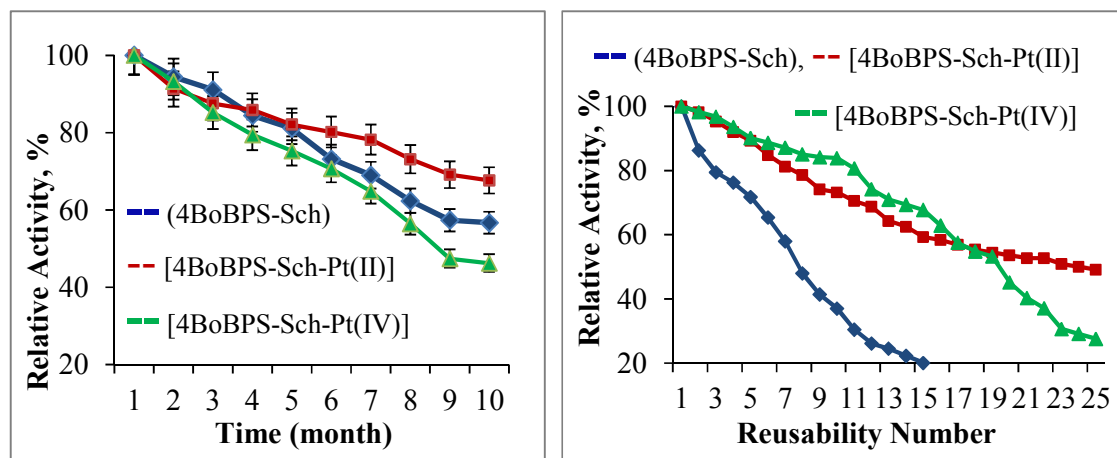 Relative Activity, %
100
80
60
40
20
(4BoBPS-Sch)
[4BoBPS-Sch-Pt(II)]
[4BoBPS-Sch-Pt(IV)]
1 2 3 4 5 6 7 8 9 10
Time (month)
(4BoBPS-Sch), [4BoBPS-Sch-Pt(II)]
[4BoBPS-Sch-Pt(IV)]
Relative Activity, %
100
80
60
40
20
1 3 5 7 9 11 13 15 17 19 21 23 25
Reusability Number